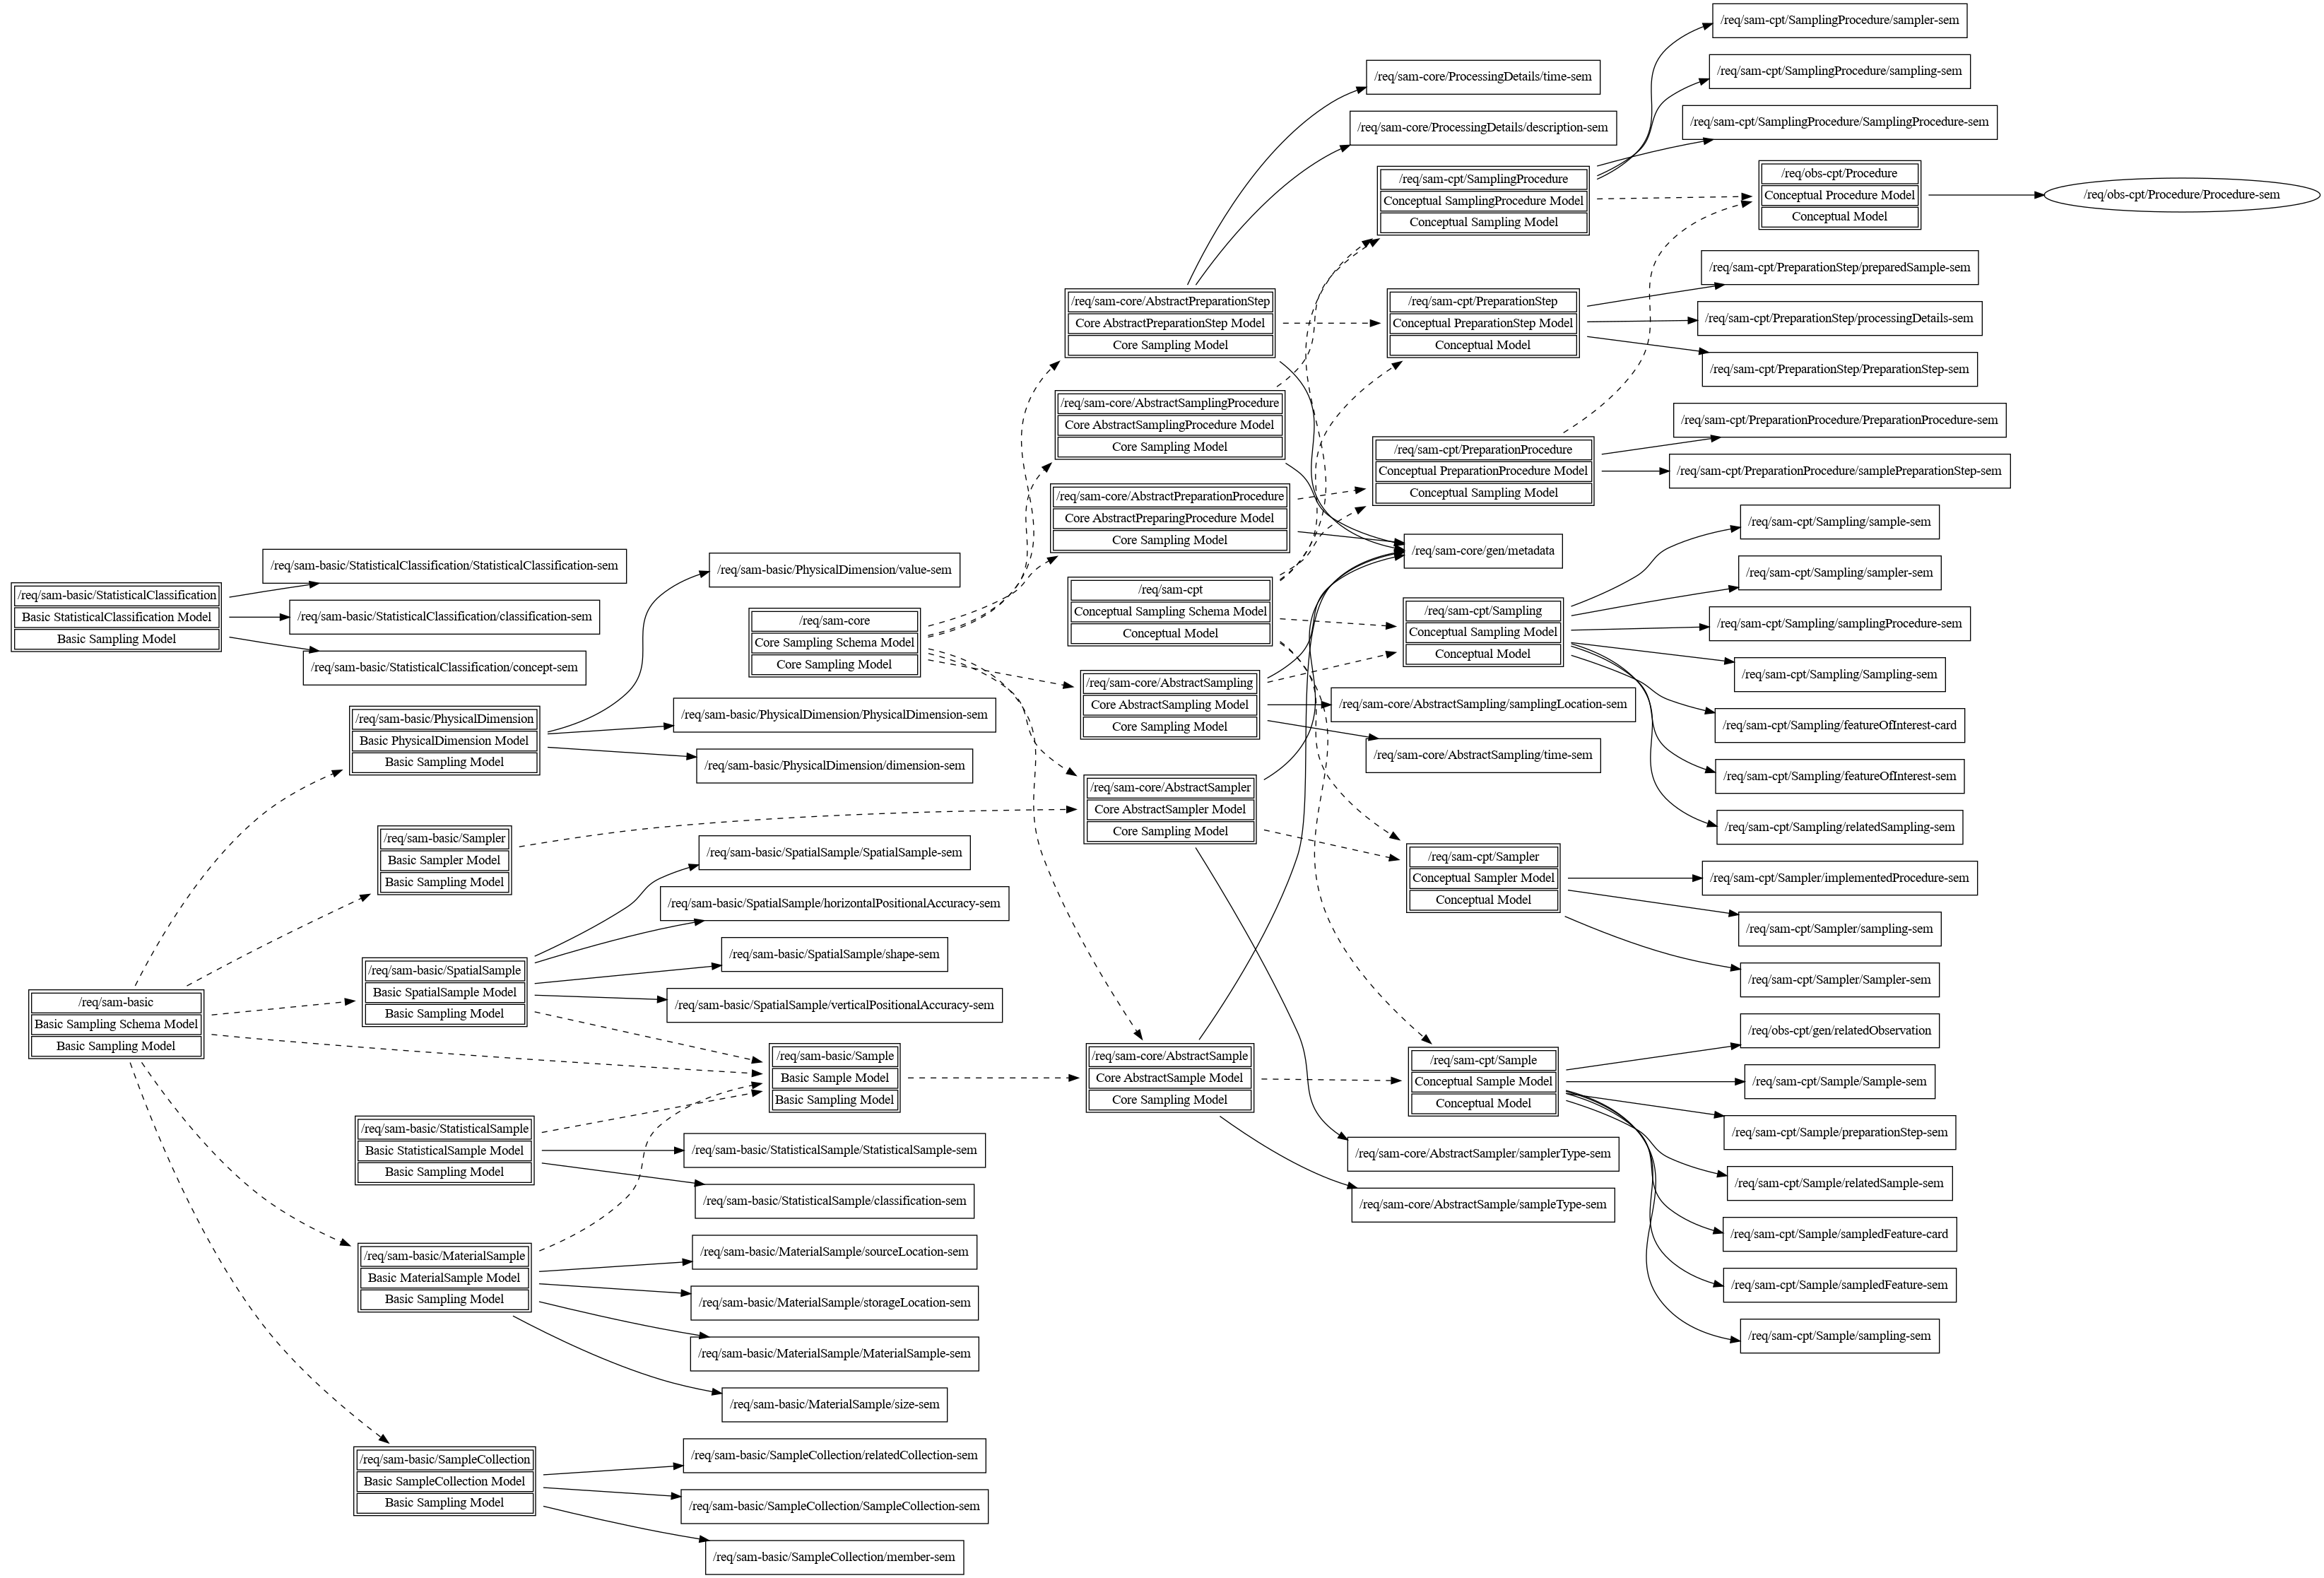 /req/sam-basic/StatisticalClassification
Basic StatisticalClassification Model
Basic Sampling Model
/req/sam-basic/StatisticalClassification/StatisticalClassification-sem
/req/sam-basic/StatisticalClassification/classification-sem
/req/sam-basic/StatisticalClassification/concept-sem
/req/sam-basic
Basic Sampling Schema Model
Basic Sampling Model
/req/sam-basic/PhysicalDimension
Basic PhysicalDimension Model
Basic Sampling Model
/req/sam-basic/Sampler
Basic Sampler Model
Basic Sampling Model
/req/sam-basic/SpatialSample
Basic SpatialSample Model
Basic Sampling Model
/req/sam-basic/StatisticalSample
Basic StatisticalSample Model
Basic Sampling Model
/req/sam-basic/MaterialSample
Basic MaterialSample Model
Basic Sampling Model
/req/sam-basic/SampleCollection
Basic SampleCollection Model
Basic Sampling Model
/req/sam-basic/PhysicalDimension/value-sem
/req/sam-basic/PhysicalDimension/PhysicalDimension-sem
/req/sam-basic/PhysicalDimension/dimension-sem
/req/sam-basic/SpatialSample/SpatialSample-sem
/req/sam-basic/SpatialSample/horizontalPositionalAccuracy-sem
/req/sam-basic/SpatialSample/shape-sem
/req/sam-basic/SpatialSample/verticalPositionalAccuracy-sem
/req/sam-basic/Sample
Basic Sample Model
Basic Sampling Model
/req/sam-basic/StatisticalSample/StatisticalSample-sem
/req/sam-basic/StatisticalSample/classification-sem
/req/sam-basic/MaterialSample/sourceLocation-sem
/req/sam-basic/MaterialSample/storageLocation-sem
/req/sam-basic/MaterialSample/MaterialSample-sem
/req/sam-basic/MaterialSample/size-sem
/req/sam-basic/SampleCollection/relatedCollection-sem
/req/sam-basic/SampleCollection/SampleCollection-sem
/req/sam-basic/SampleCollection/member-sem
/req/sam-core
Core Sampling Schema Model
Core Sampling Model
/req/sam-core/AbstractPreparationStep
Core AbstractPreparationStep Model
Core Sampling Model
/req/sam-core/AbstractSamplingProcedure
Core AbstractSamplingProcedure Model
Core Sampling Model
/req/sam-core/AbstractPreparationProcedure
Core AbstractPreparingProcedure Model
Core Sampling Model
/req/sam-cpt
Conceptual Sampling Schema Model
Conceptual Model
/req/sam-core/AbstractSampling
Core AbstractSampling Model
Core Sampling Model
/req/sam-core/AbstractSampler
Core AbstractSampler Model
Core Sampling Model
/req/sam-core/AbstractSample
Core AbstractSample Model
Core Sampling Model
/req/sam-core/ProcessingDetails/time-sem
/req/sam-core/ProcessingDetails/description-sem
/req/sam-cpt/SamplingProcedure
Conceptual SamplingProcedure Model
Conceptual Sampling Model
/req/sam-cpt/PreparationStep
Conceptual PreparationStep Model
Conceptual Model
/req/sam-cpt/PreparationProcedure
Conceptual PreparationProcedure Model
Conceptual Sampling Model
/req/sam-core/gen/metadata
/req/sam-cpt/Sampling
Conceptual Sampling Model
Conceptual Model
/req/sam-core/AbstractSampling/samplingLocation-sem
/req/sam-core/AbstractSampling/time-sem
/req/sam-cpt/Sampler
Conceptual Sampler Model
Conceptual Model
/req/sam-cpt/Sample
Conceptual Sample Model
Conceptual Model
/req/sam-core/AbstractSampler/samplerType-sem
/req/sam-core/AbstractSample/sampleType-sem
/req/sam-cpt/SamplingProcedure/sampler-sem
/req/sam-cpt/SamplingProcedure/sampling-sem
/req/sam-cpt/SamplingProcedure/SamplingProcedure-sem
/req/obs-cpt/Procedure
Conceptual Procedure Model
Conceptual Model
/req/obs-cpt/Procedure/Procedure-sem
/req/sam-cpt/PreparationStep/preparedSample-sem
/req/sam-cpt/PreparationStep/processingDetails-sem
/req/sam-cpt/PreparationStep/PreparationStep-sem
/req/sam-cpt/PreparationProcedure/PreparationProcedure-sem
/req/sam-cpt/PreparationProcedure/samplePreparationStep-sem
/req/sam-cpt/Sampling/sample-sem
/req/sam-cpt/Sampling/sampler-sem
/req/sam-cpt/Sampling/samplingProcedure-sem
/req/sam-cpt/Sampling/Sampling-sem
/req/sam-cpt/Sampling/featureOfInterest-card
/req/sam-cpt/Sampling/featureOfInterest-sem
/req/sam-cpt/Sampling/relatedSampling-sem
/req/sam-cpt/Sampler/implementedProcedure-sem
/req/sam-cpt/Sampler/sampling-sem
/req/sam-cpt/Sampler/Sampler-sem
/req/obs-cpt/gen/relatedObservation
/req/sam-cpt/Sample/Sample-sem
/req/sam-cpt/Sample/preparationStep-sem
/req/sam-cpt/Sample/relatedSample-sem
/req/sam-cpt/Sample/sampledFeature-card
/req/sam-cpt/Sample/sampledFeature-sem
/req/sam-cpt/Sample/sampling-sem